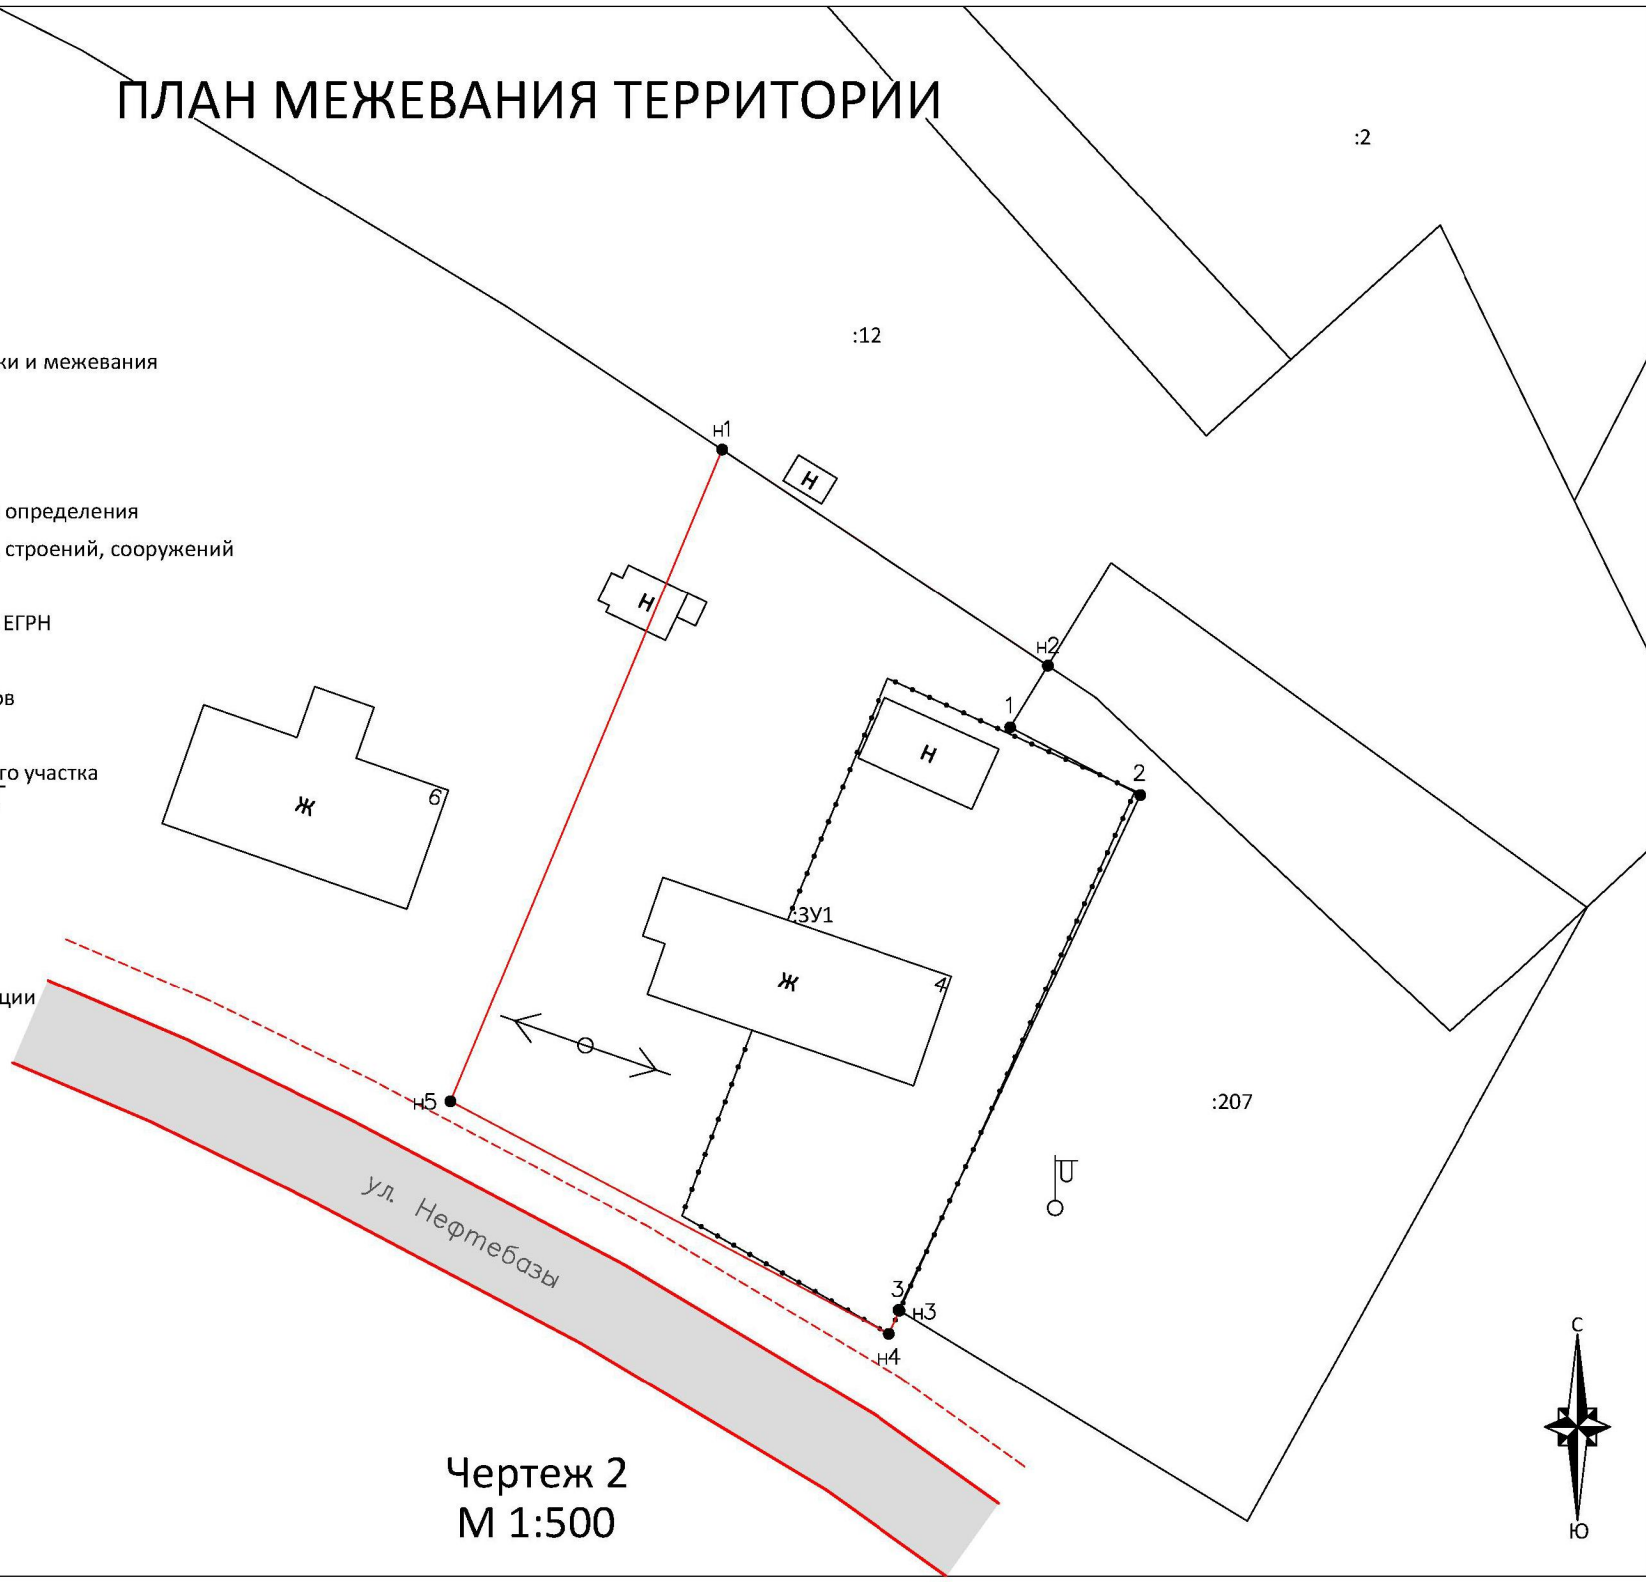 ПЛАН МЕЖЕВАНИЯ ТЕРРИТОРИИ
:2
:12
ки и межевания
н1
Н
определения
строений, сооружений
Н
ЕГРН
н2
ов
1
Н
2
го участка
6
Ж
:ЗУ1
Ж
4
ции
н5
:207
ул. Нефтебазы
3
н3
н4
С
Ю
Чертеж 2
М 1:500